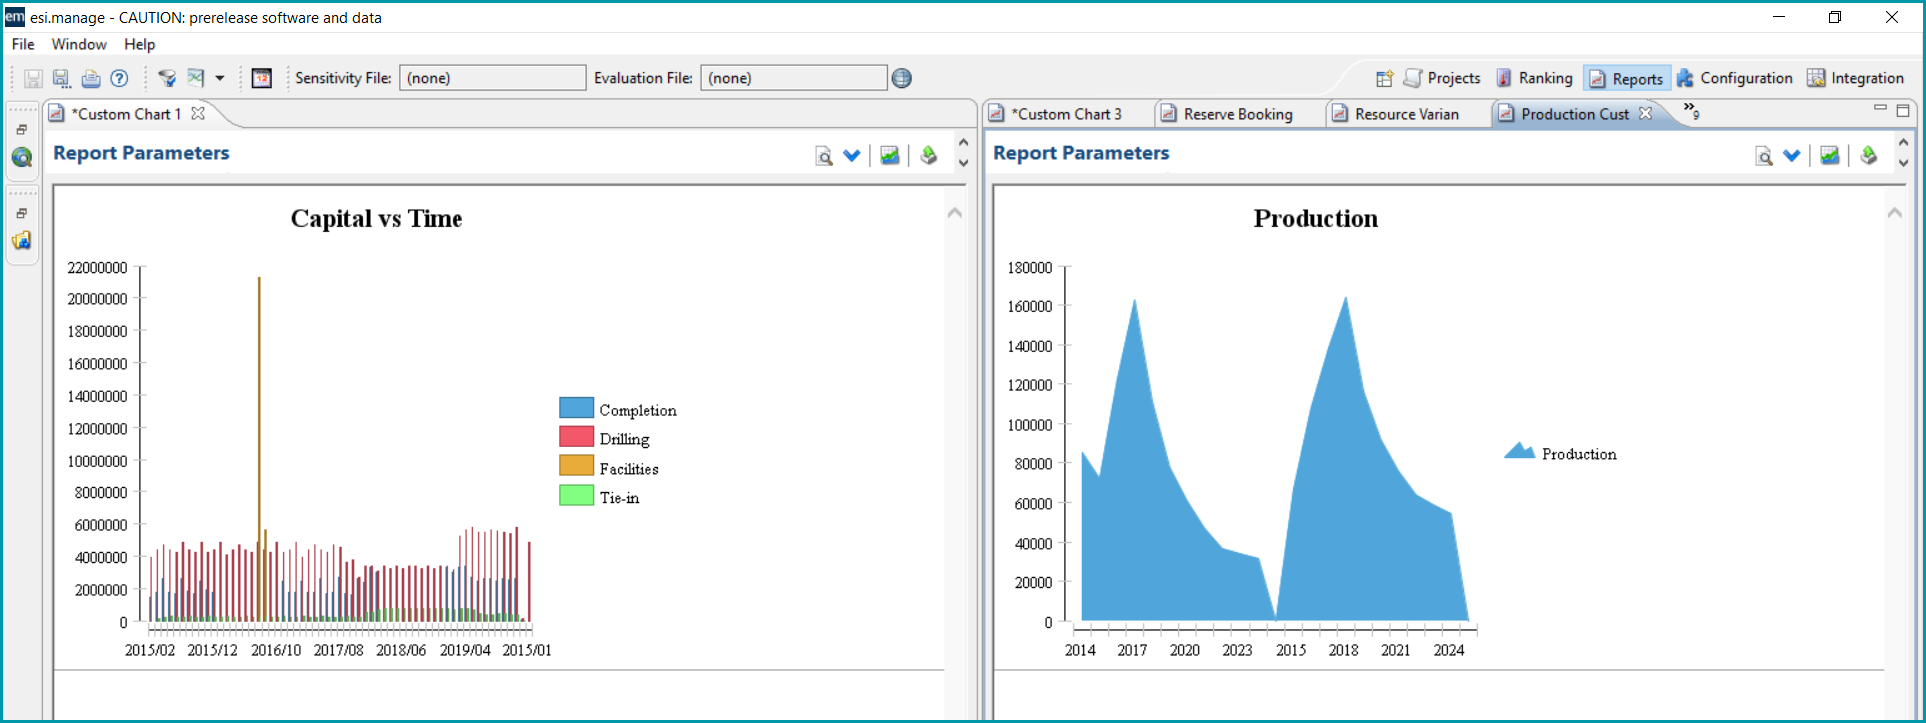 em esi.manage - CAUTION: prerelease software and data
File Window Help
Sensitivity File: (none) Evaluation File: (none) Projects Ranking Reports Configuration Integration
*Custom Chart 1
*Custom Chart 3 Reserve Booking Resource Varian Production Cust »9
Report Parameters
Capital vs Time
22000000
20000000
18000000
16000000
14000000
12000000
10000000
8000000
6000000
4000000
2000000
0
2015/02 2015/12 2016/10 2017/08 2018/06 2019/04 2015/01
Completion
Drilling
Facilities
Tie-in
Report Parameters
Production
180000
160000
140000
120000
100000
80000
60000
40000
20000
0
2014 2017 2020 2023 2015 2018 2021 2024
Production